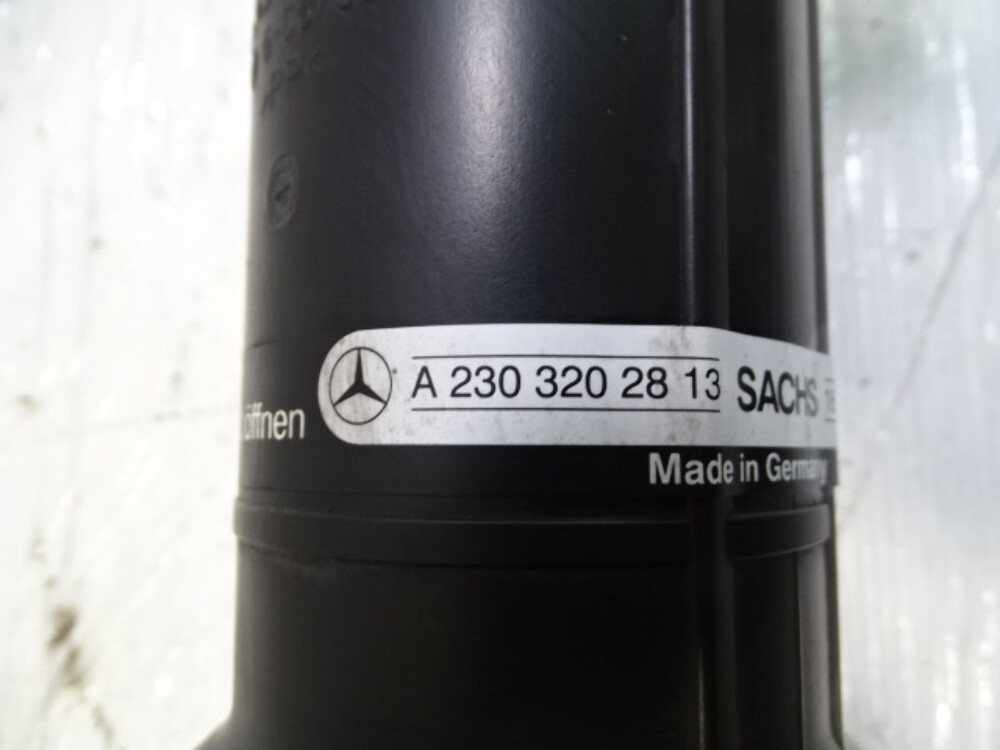 A 230 320 28 13 SACHS
öffnen
Made in Germany